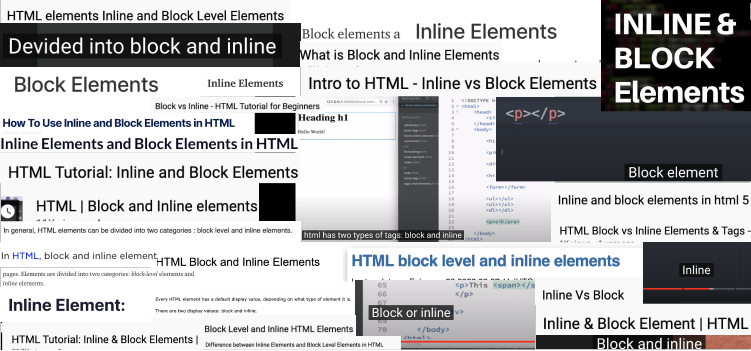 HTML elements Inline and Block Level Elements
Devided into block and inline
Block elements a
Inline Elements
What is Block and Inline Elements
INLINE &
BLOCK
Elements
Block Elements
Inline Elements
Intro to HTML - Inline vs Block Elements
Block vs Inline - HTML Tutorial for Beginners
How To Use Inline and Block Elements in HTML
Heading h1
Hello World!
<p></p>
Block element
Inline Elements and Block Elements in HTML
HTML Tutorial: Inline and Block Elements
HTML | Block and Inline elements
In general, HTML elements can be divided into two categories : block level and inline elements.
html has two types of tags: block and inline
Inline and block elements in html 5
HTML Block vs Inline Elements & Tags -
In HTML, block and inline element
HTML Block and Inline Elements
pages. Elements are divided into two categories: block-level elements and
inline elements.
HTML block level and inline elements
Inline
Inline Element:
Every HTML element has a default display value, depending on what type of element it is.
There are two display values: block and inline.
65
<p>This <span></s
66
</p>
Block or inline
70
</body>
</html>
Inline Vs Block
Inline & Block Element | HTML
Block and inline
HTML Tutorial: Inline & Block Elements |
Block Level and Inline HTML Elements
Difference between Inline Elements and Block Level Elements in HTML